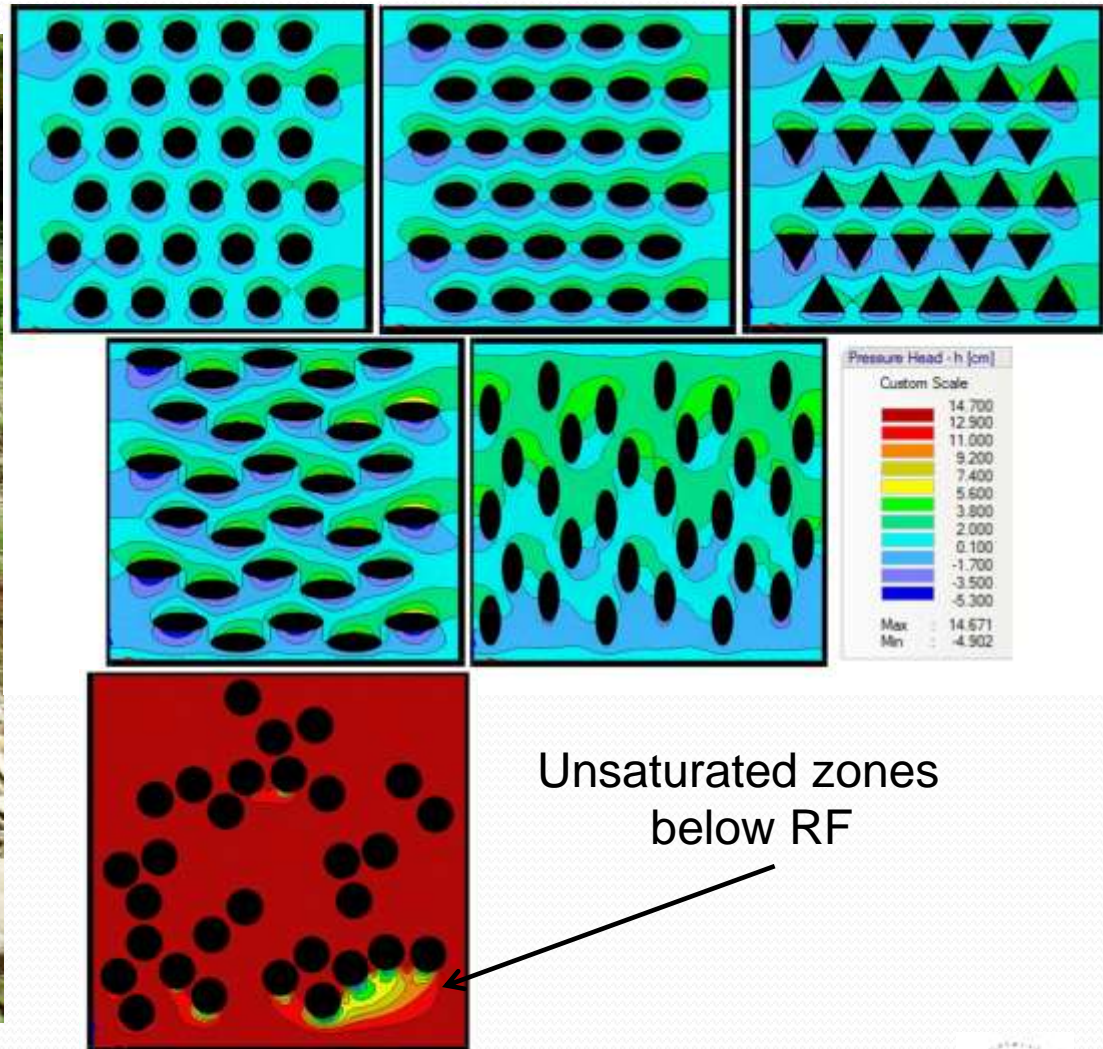 Pressure Head - h [cm]
Custom Scale
14.700
12.900
11.000
9.200
7.400
5.600
3.800
2.000
0.100
-1.700
-3.500
-5.300
Max : 14.671
Min : -4.902
Unsaturated zones
below RF